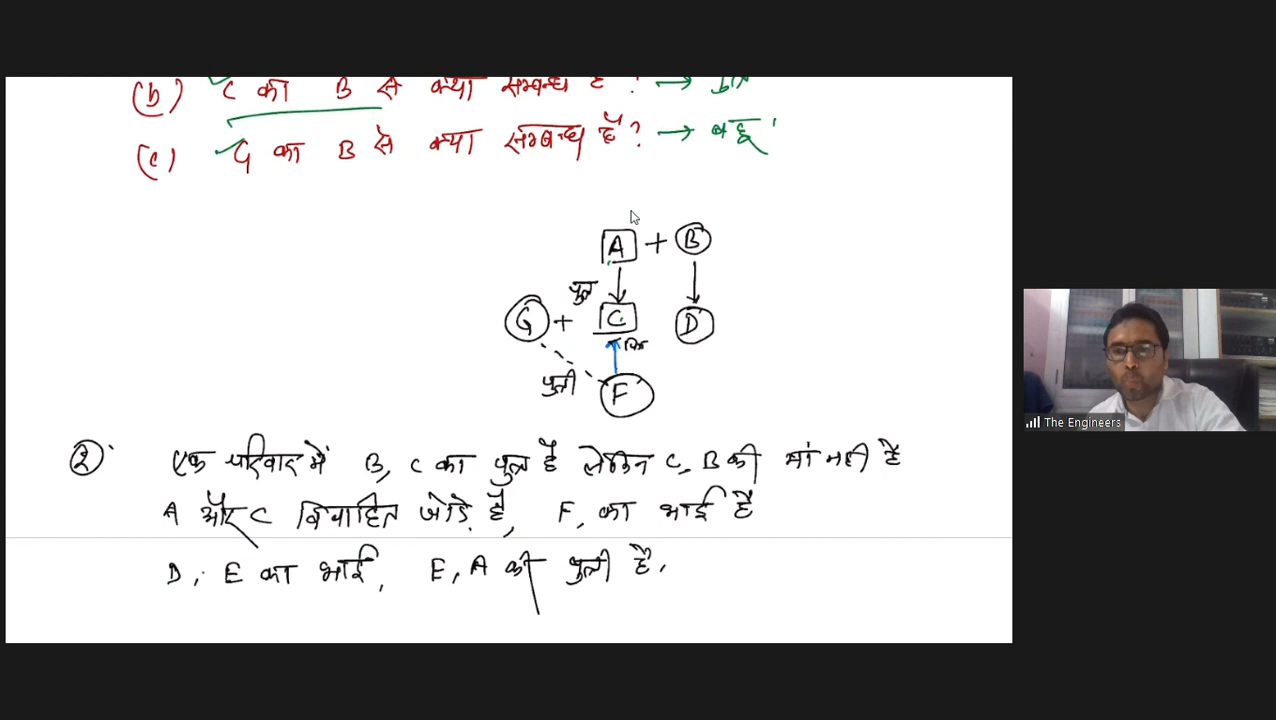 (b) C का B से क्या सम्बन्ध है ? →
(c) G का B से क्या सम्बन्ध है ? → बहू
A + B
पुत्र
G + C D
पुत्री F
② एक परिवार में B, C का पुत्र है लेकिन C, B की मां नही है
A और C विवाहित जोड़े है, F, का भाई है
D, E का भाई, E, A की पुत्री है,
The Engineers